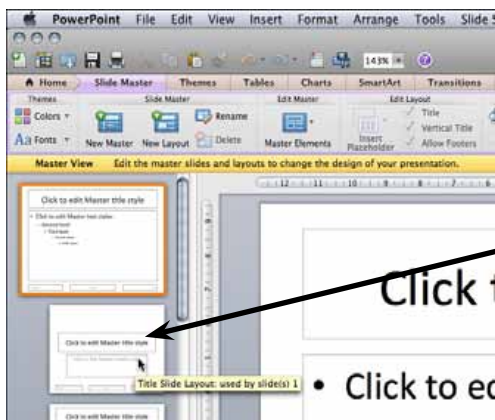 PowerPoint File Edit View Insert Format Arrange Tools Slide S
143%
Home Slide Master Themes Tables Charts SmartArt Transitions
Themes Slide Master Edit Master Edit Layout
Colors
Aa Fonts
New Master New Layout
Rename
Delete
Master Elements
Insert Placeholder
Title
Vertical Title
Allow Footers
Master View Edit the master slides and layouts to change the design of your presentation.
12 11 10 9 8 7 6
Click to edit Master title style
Click to edit Master text styles
Second level
Third level
Click to edit Master title style
Title Slide Layout: used by slide(s) 1
Click to edit Master title style
Click t
• Click to ed